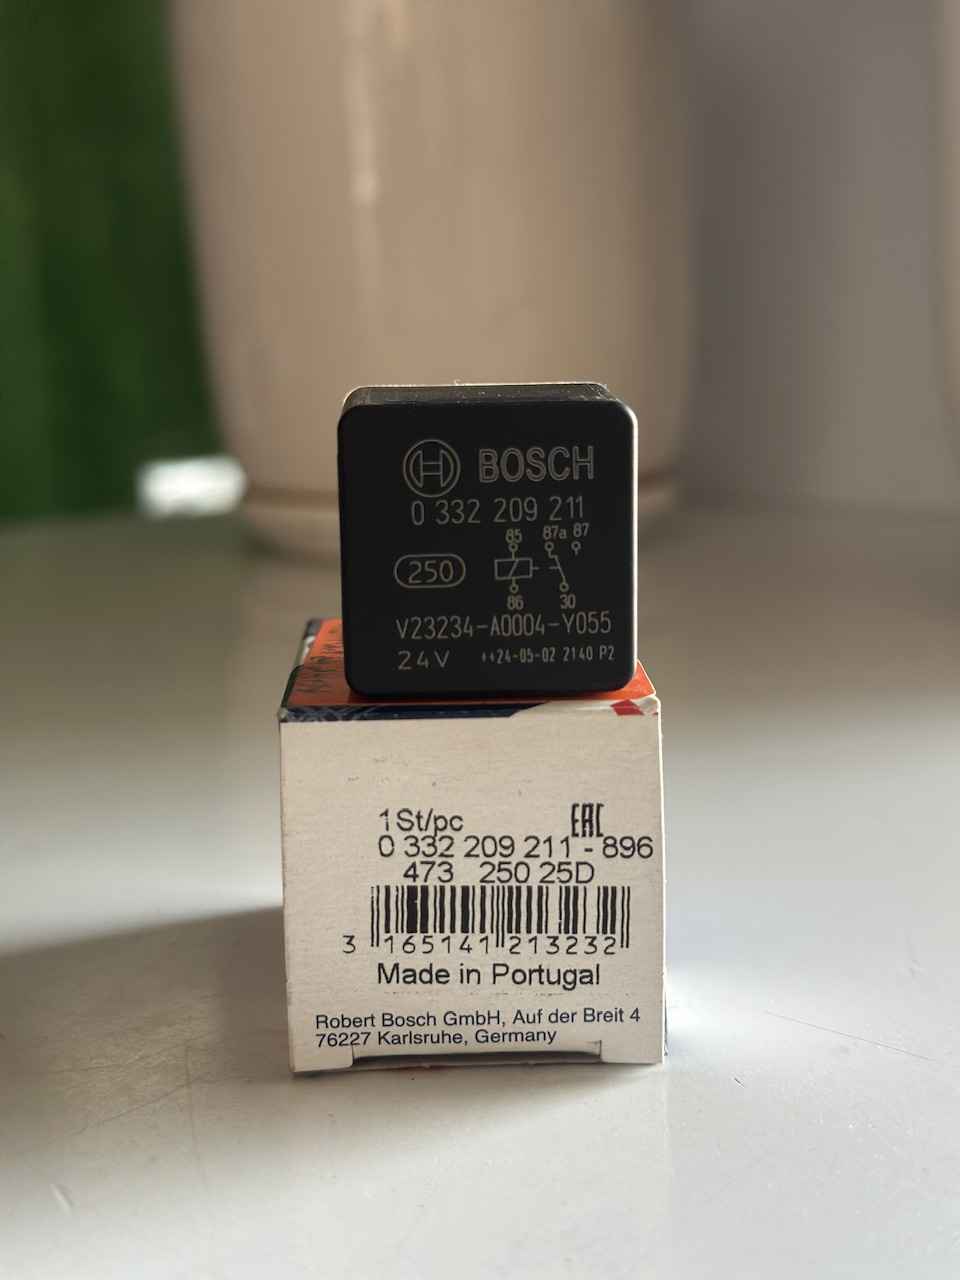 BOSCH
0 332 209 211
85 87a 87
250
86 30
V23234-A0004-Y055
24V ++24-05-02 2140 P2
1St/pc EAC
0 332 209 211 - 896
473 250 25D
3 165141 213232
Made in Portugal
Robert Bosch GmbH, Auf der Breit 4
76227 Karlsruhe, Germany